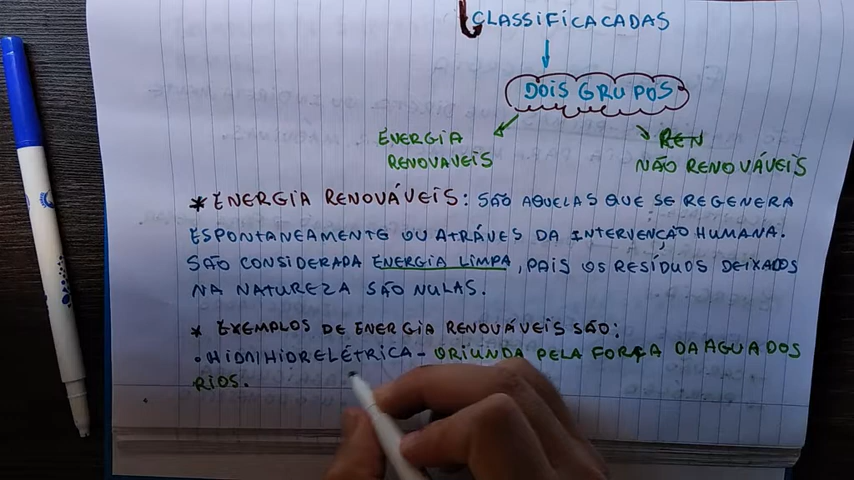 CLASSIFICACADAS
DOIS GRUPOS
ENERGIA
RENOVAVEIS
REN
NÃO RENOVÁVEIS
* ENERGIA RENOVÁVEIS: SÃO AQUELAS QUE SE REGENERA
ESPONTANEAMENTE OU ATRÁVES DA INTERVENÇÃO HUMANA.
SÃO CONSIDERADA ENERGIA LIMPA, PAIS OS RESÍDUOS DEIXADOS
NA NATUREZA SÃO NULAS.
* EXEMPLOS DE ENERGIA RENOVÁVEIS SÃO:
• HIDRELÉTRICA - ORIUNDA PELA FORÇA DA AGUA DOS
RIOS.